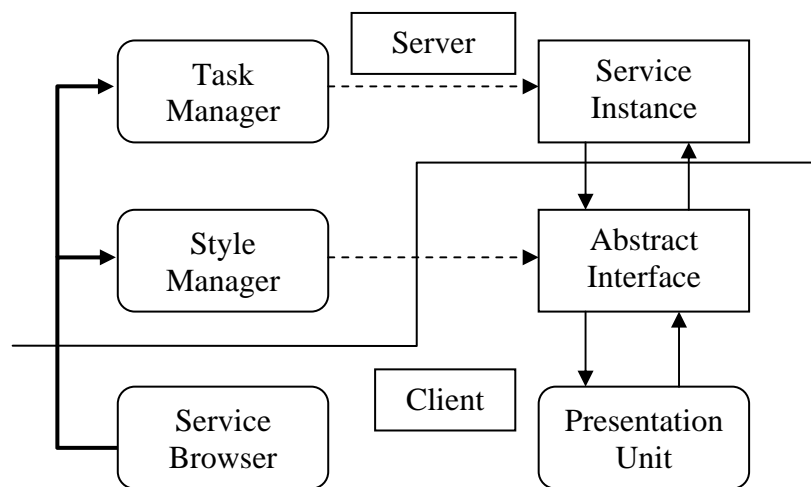 Server
Task
Manager
Service
Instance
Style
Manager
Abstract
Interface
Client
Service
Browser
Presentation
Unit